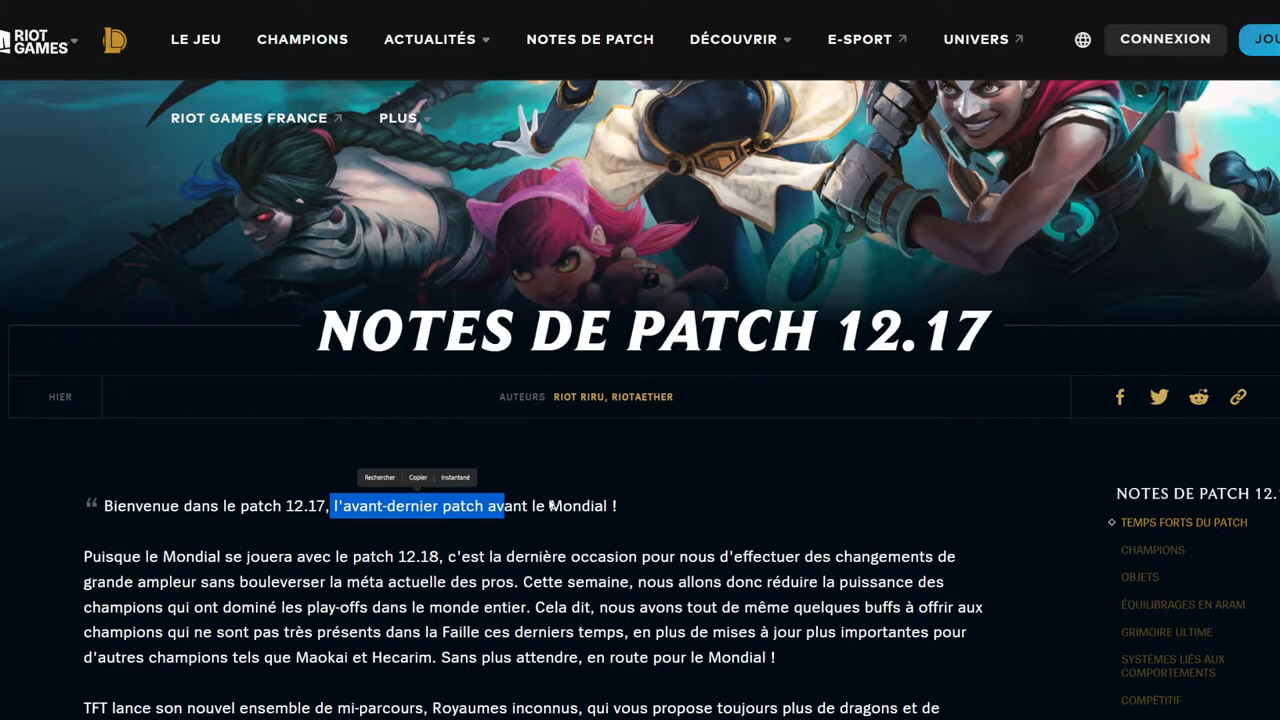 RIOT
GAMES
LE JEU
CHAMPIONS
ACTUALITÉS
NOTES DE PATCH
DÉCOUVRIR
E-SPORT
UNIVERS
CONNEXION
JOU
RIOT GAMES FRANCE
PLUS
NOTES DE PATCH 12.17
HIER
AUTEURS RIOT RIRU, RIOTAETHER
Rechercher Copier Instantané
“ Bienvenue dans le patch 12.17, l'avant-dernier patch avant le Mondial !
Puisque le Mondial se jouera avec le patch 12.18, c'est la dernière occasion pour nous d'effectuer des changements de
grande ampleur sans bouleverser la méta actuelle des pros. Cette semaine, nous allons donc réduire la puissance des
champions qui ont dominé les play-offs dans le monde entier. Cela dit, nous avons tout de même quelques buffs à offrir aux
champions qui ne sont pas très présents dans la Faille ces derniers temps, en plus de mises à jour plus importantes pour
d'autres champions tels que Maokai et Hecarim. Sans plus attendre, en route pour le Mondial !
TFT lance son nouvel ensemble de mi-parcours, Royaumes inconnus, qui vous propose toujours plus de dragons et de
NOTES DE PATCH 12.1
TEMPS FORTS DU PATCH
CHAMPIONS
OBJETS
ÉQUILIBRAGES EN ARAM
GRIMOIRE ULTIME
SYSTÈMES LIÉS AUX
COMPORTEMENTS
COMPÉTITIF